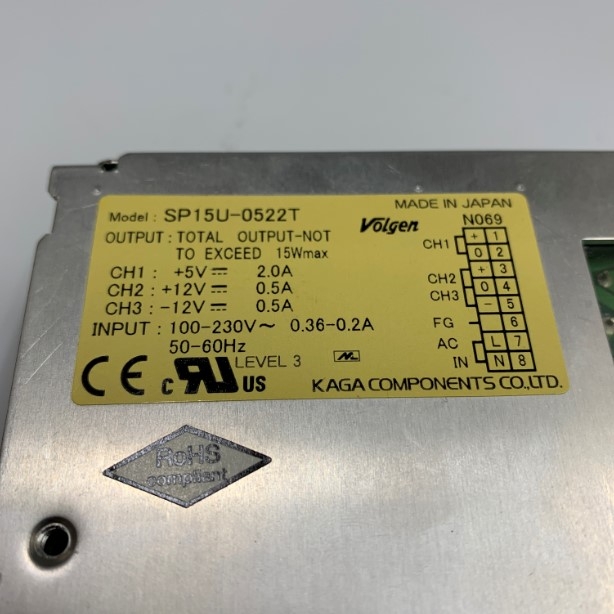 MADE IN JAPAN
Model : SP15U-0522T
Volgen
N069
OUTPUT : TOTAL OUTPUT-NOT
TO EXCEED 15Wmax
CH1 : +5V⎓ 2.0A
CH2 : +12V⎓ 0.5A
CH3 : -12V⎓ 0.5A
INPUT : 100-230V～ 0.36-0.2A
50-60Hz
CH1 + 1
0 2
CH2 + 3
CH3 0 4
- 5
FG 6
AC L 7
IN N 8
CE c RU US LEVEL 3
KAGA COMPONENTS CO.,LTD.
RoHS
compliant